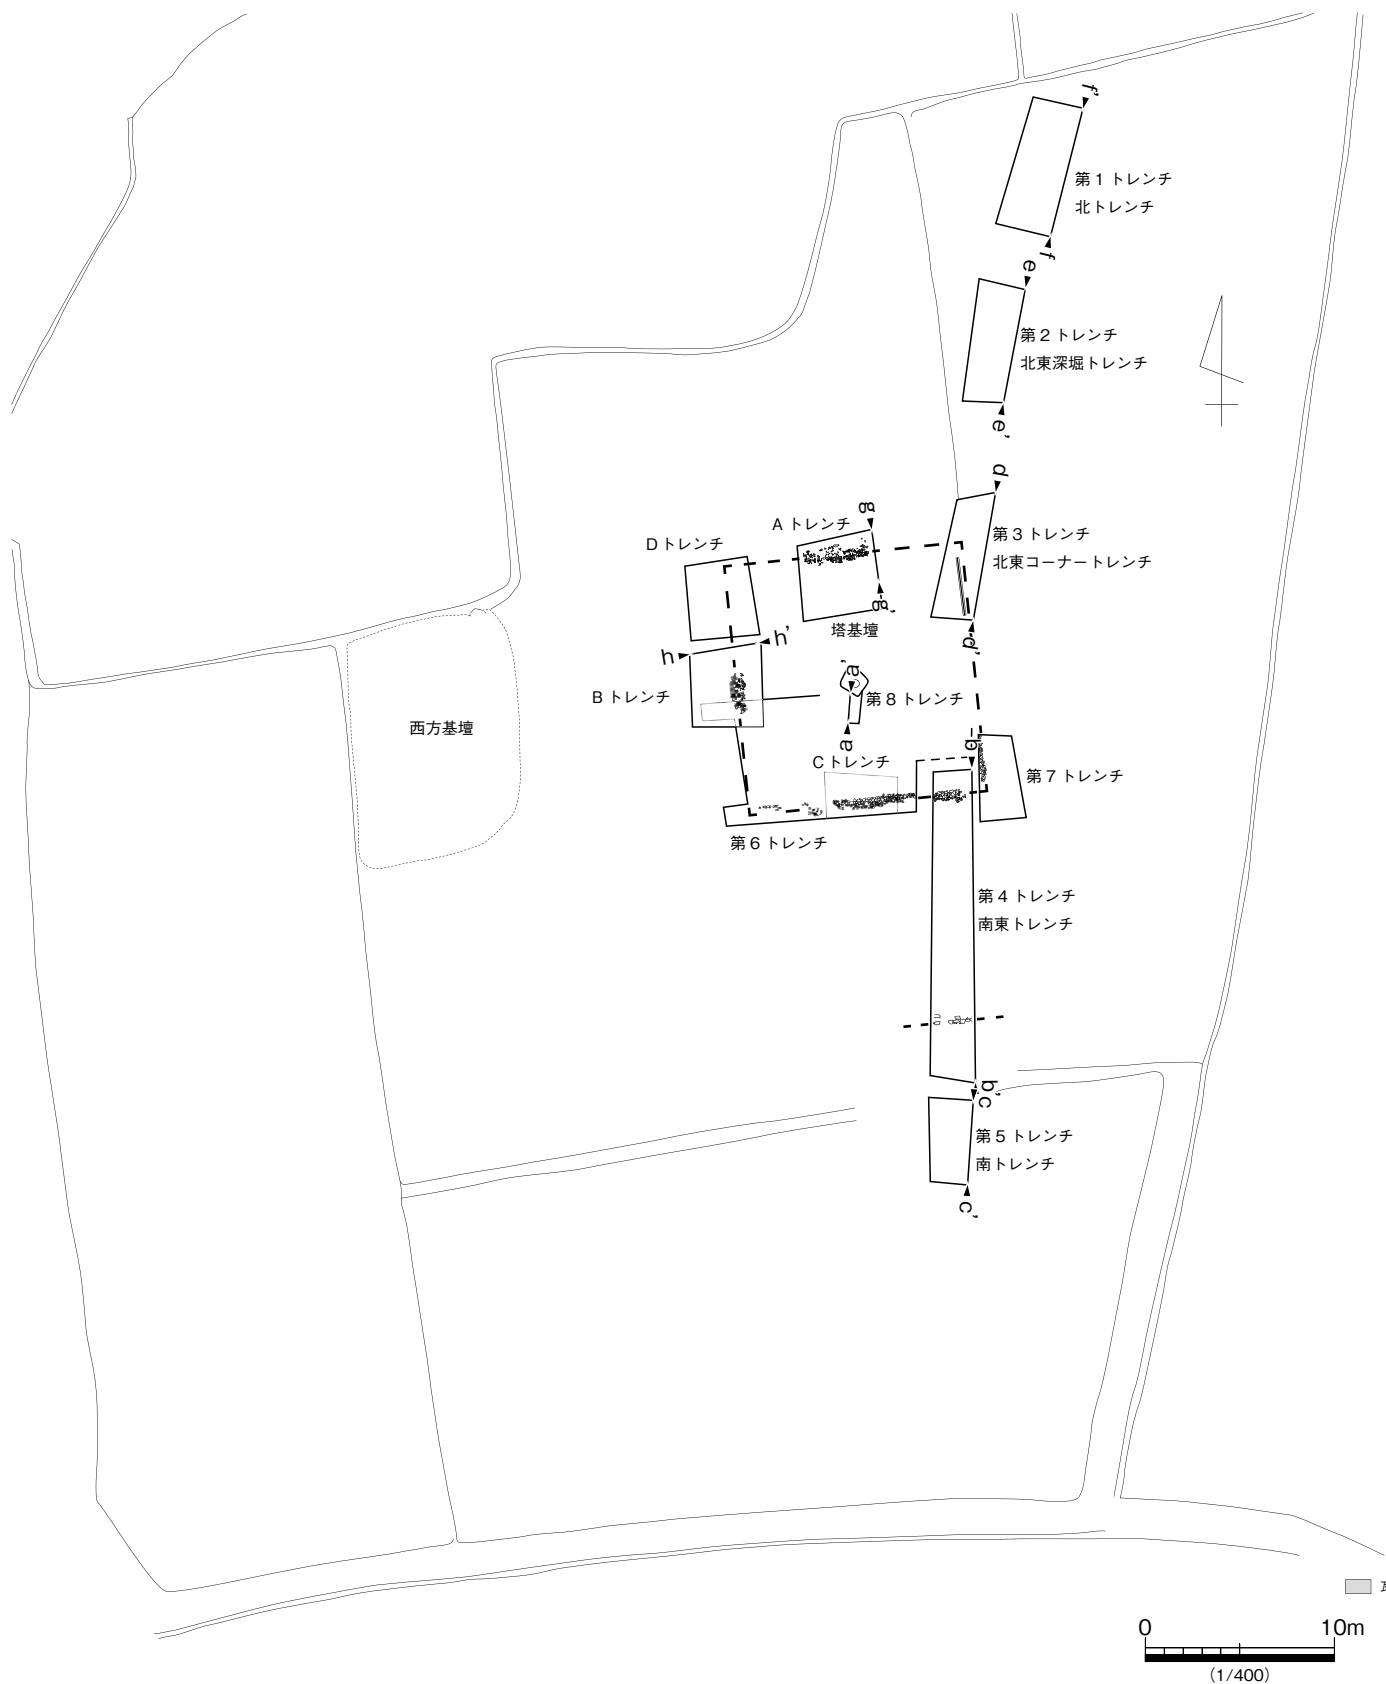 f’
第１トレンチ
北トレンチ
f
e
第２トレンチ
北東深堀トレンチ
e’
d
g
Ａトレンチ
Ｄトレンチ
第３トレンチ
北東コーナートレンチ
g’
塔基壇
d’
h
h’
a’
Ｂトレンチ
第８トレンチ
西方基壇
a
b
Ｃトレンチ
第７トレンチ
第６トレンチ
第４トレンチ
南東トレンチ
b’
c
第５トレンチ
南トレンチ
c’
0 10m
（1/400）